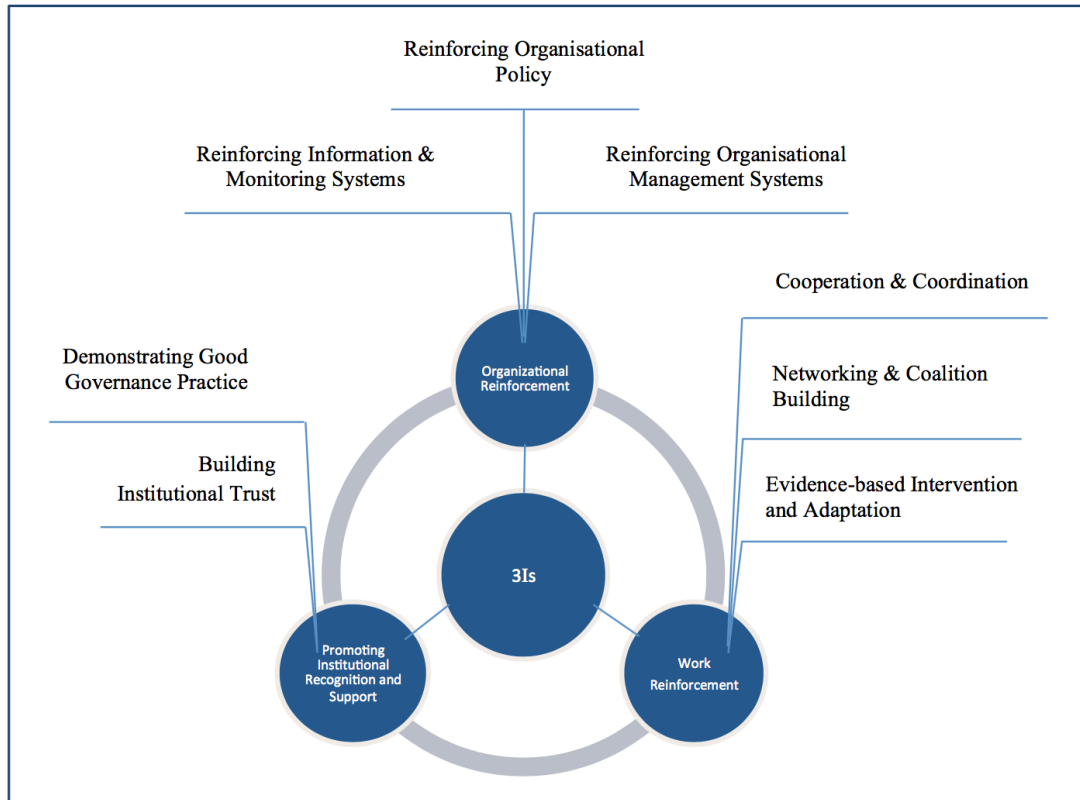 Reinforcing Organisational
Policy
Reinforcing Information &
Monitoring Systems
Reinforcing Organisational
Management Systems
Cooperation & Coordination
Demonstrating Good
Governance Practice
Networking & Coalition
Building
Building
Institutional Trust
Evidence-based Intervention
and Adaptation
Organizational
Reinforcement
3Is
Promoting
Institutional
Recognition and
Support
Work
Reinforcement